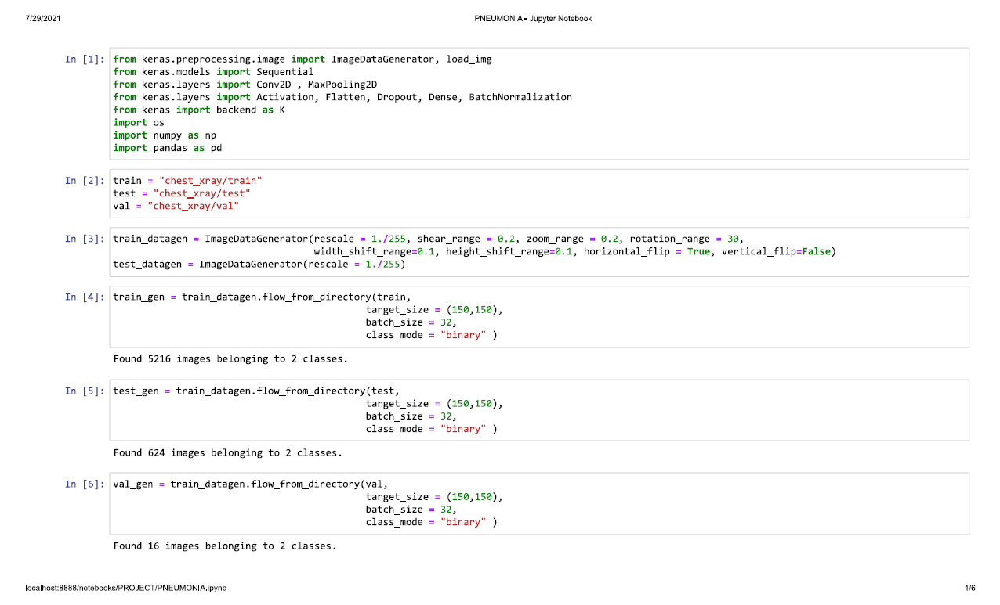 7/29/2021 PNEUMONIA - Jupyter Notebook
In [1]: from keras.preprocessing.image import ImageDataGenerator, load_img
from keras.models import Sequential
from keras.layers import Conv2D , MaxPooling2D
from keras.layers import Activation, Flatten, Dropout, Dense, BatchNormalization
from keras import backend as K
import os
import numpy as np
import pandas as pd
In [2]: train = "chest_xray/train"
test = "chest_xray/test"
val = "chest_xray/val"
In [3]: train_datagen = ImageDataGenerator(rescale = 1./255, shear_range = 0.2, zoom_range = 0.2, rotation_range = 30,
width_shift_range=0.1, height_shift_range=0.1, horizontal_flip = True, vertical_flip=False)
test_datagen = ImageDataGenerator(rescale = 1./255)
In [4]: train_gen = train_datagen.flow_from_directory(train,
target_size = (150,150),
batch_size = 32,
class_mode = "binary" )
Found 5216 images belonging to 2 classes.
In [5]: test_gen = train_datagen.flow_from_directory(test,
target_size = (150,150),
batch_size = 32,
class_mode = "binary" )
Found 624 images belonging to 2 classes.
In [6]: val_gen = train_datagen.flow_from_directory(val,
target_size = (150,150),
batch_size = 32,
class_mode = "binary" )
Found 16 images belonging to 2 classes.
localhost:8888/notebooks/PROJECT/PNEUMONIA.ipynb 1/6